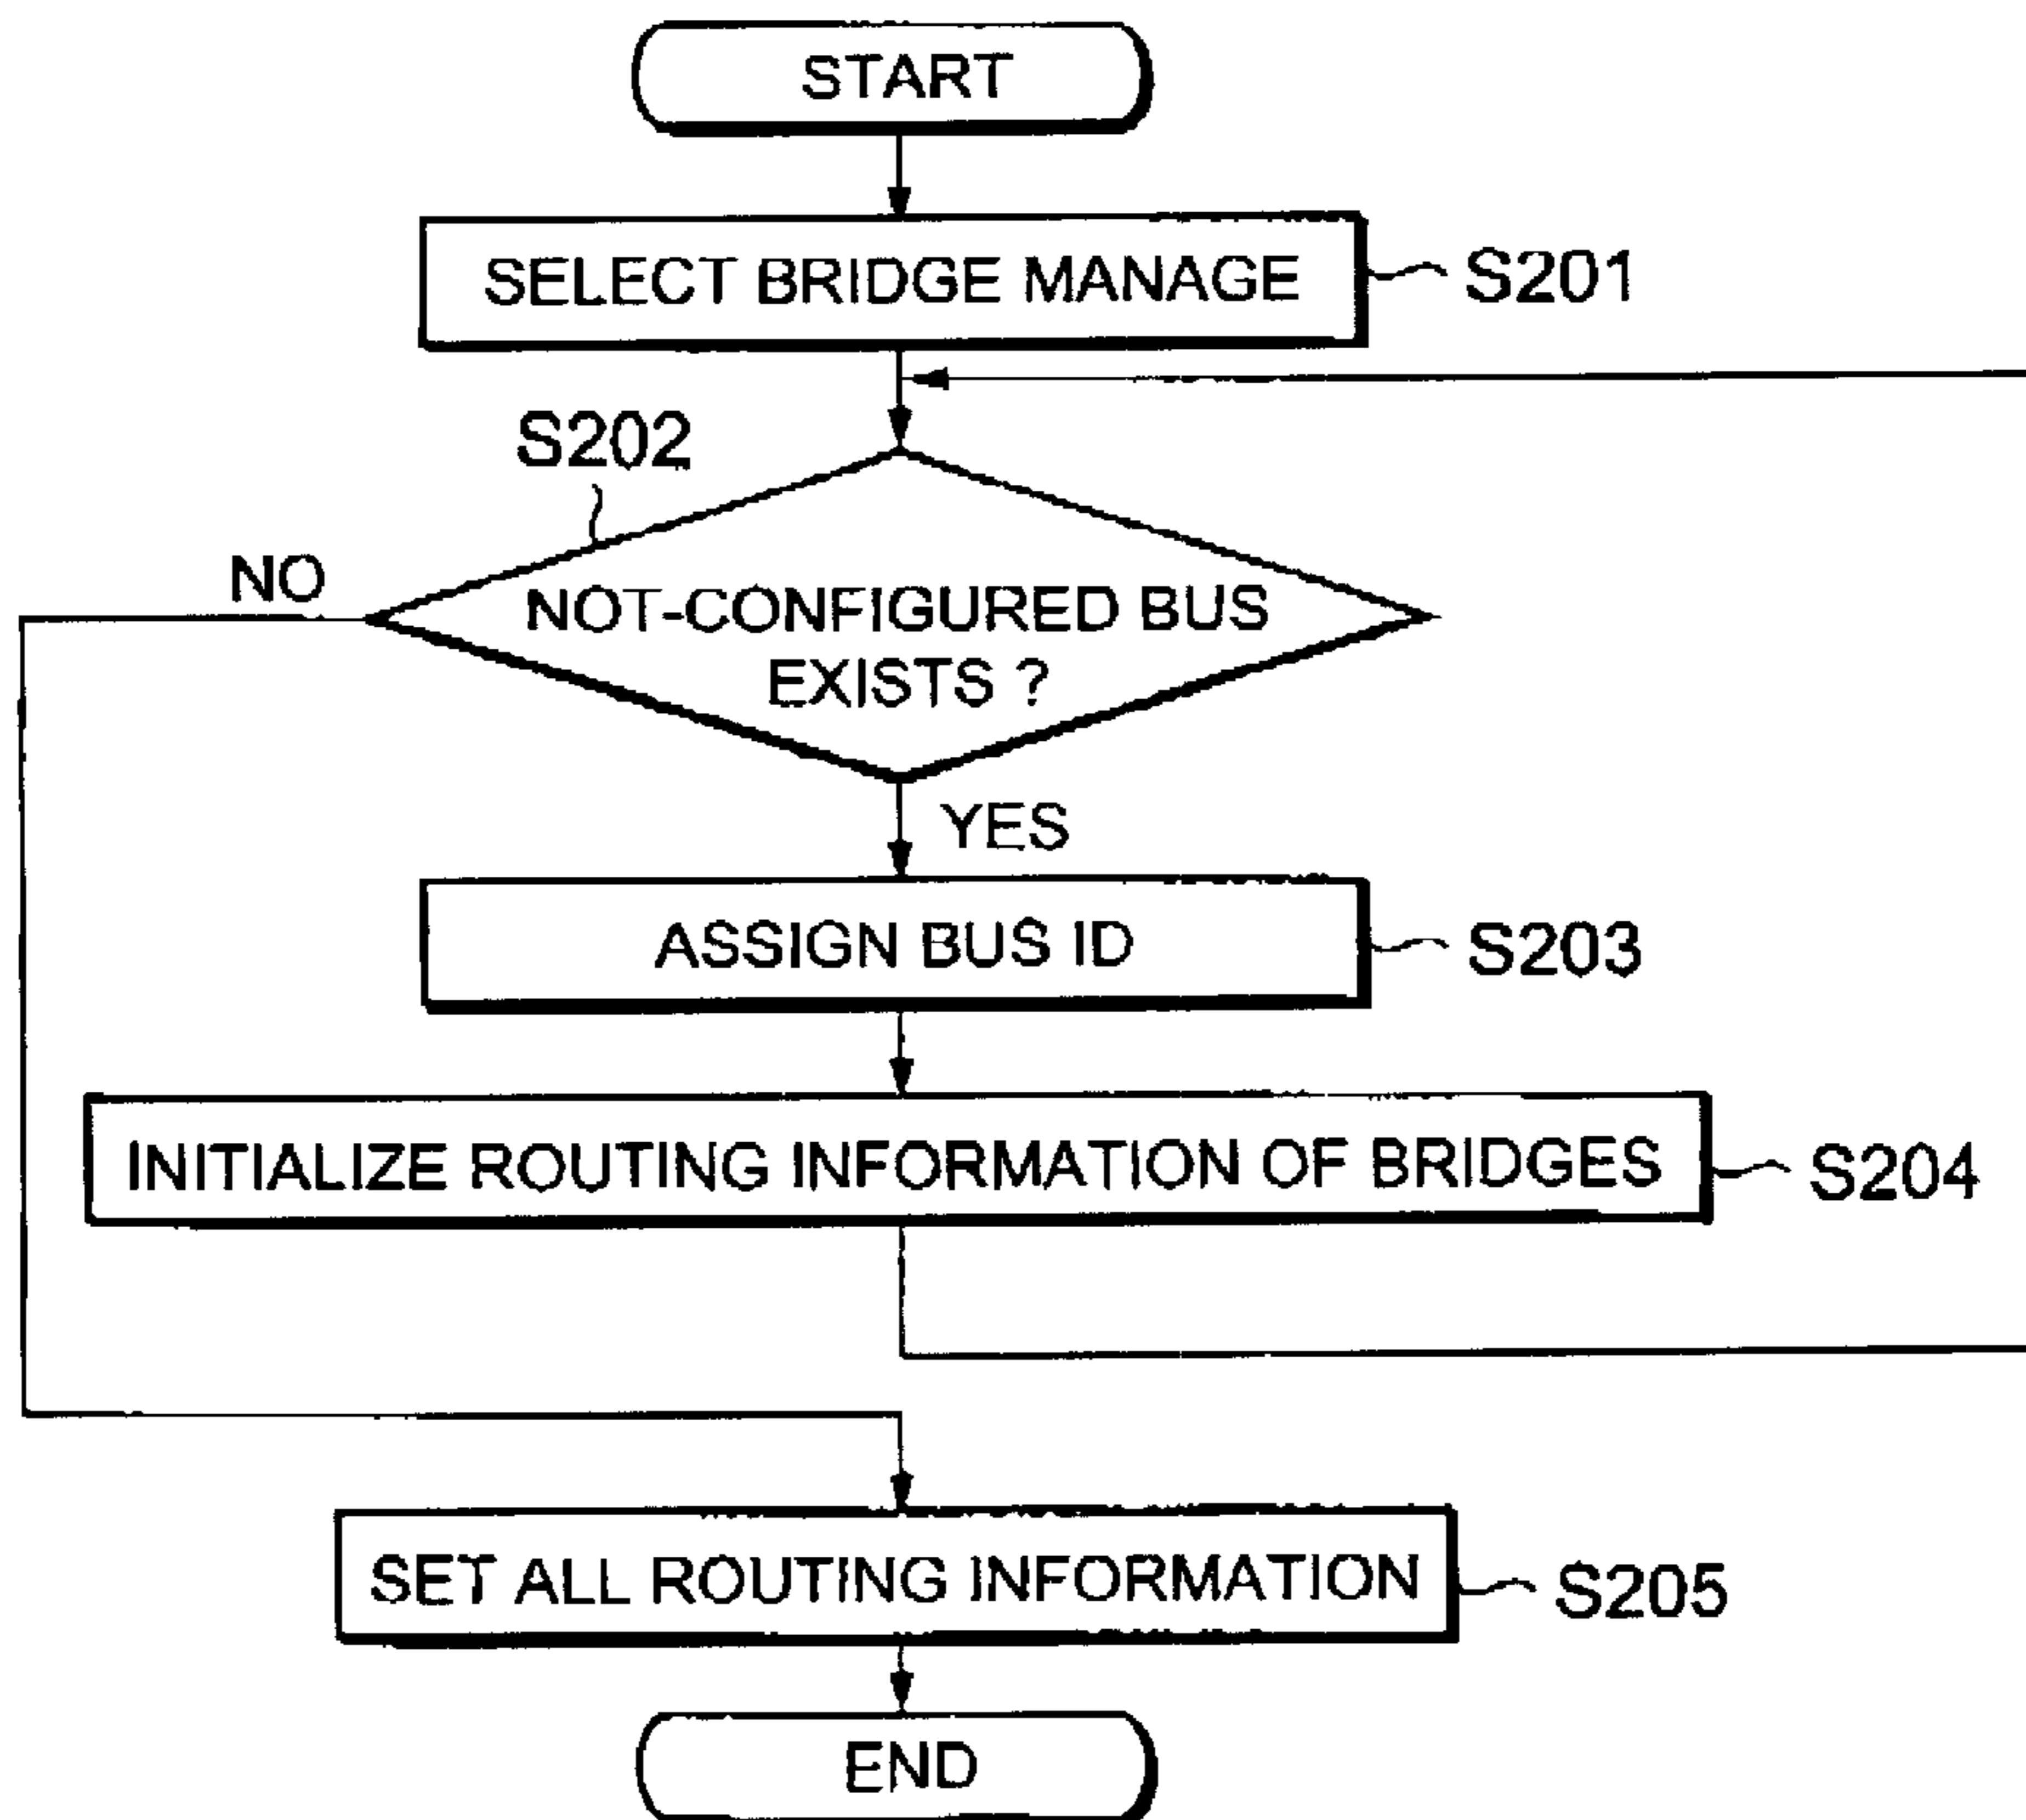 START
SELECT BRIDGE MANAGE
S201
S202
NO
NOT-CONFIGURED BUS
EXISTS ?
YES
ASSIGN BUS ID
S203
INITIALIZE ROUTING INFORMATION OF BRIDGES
S204
SET ALL ROUTING INFORMATION
S205
END